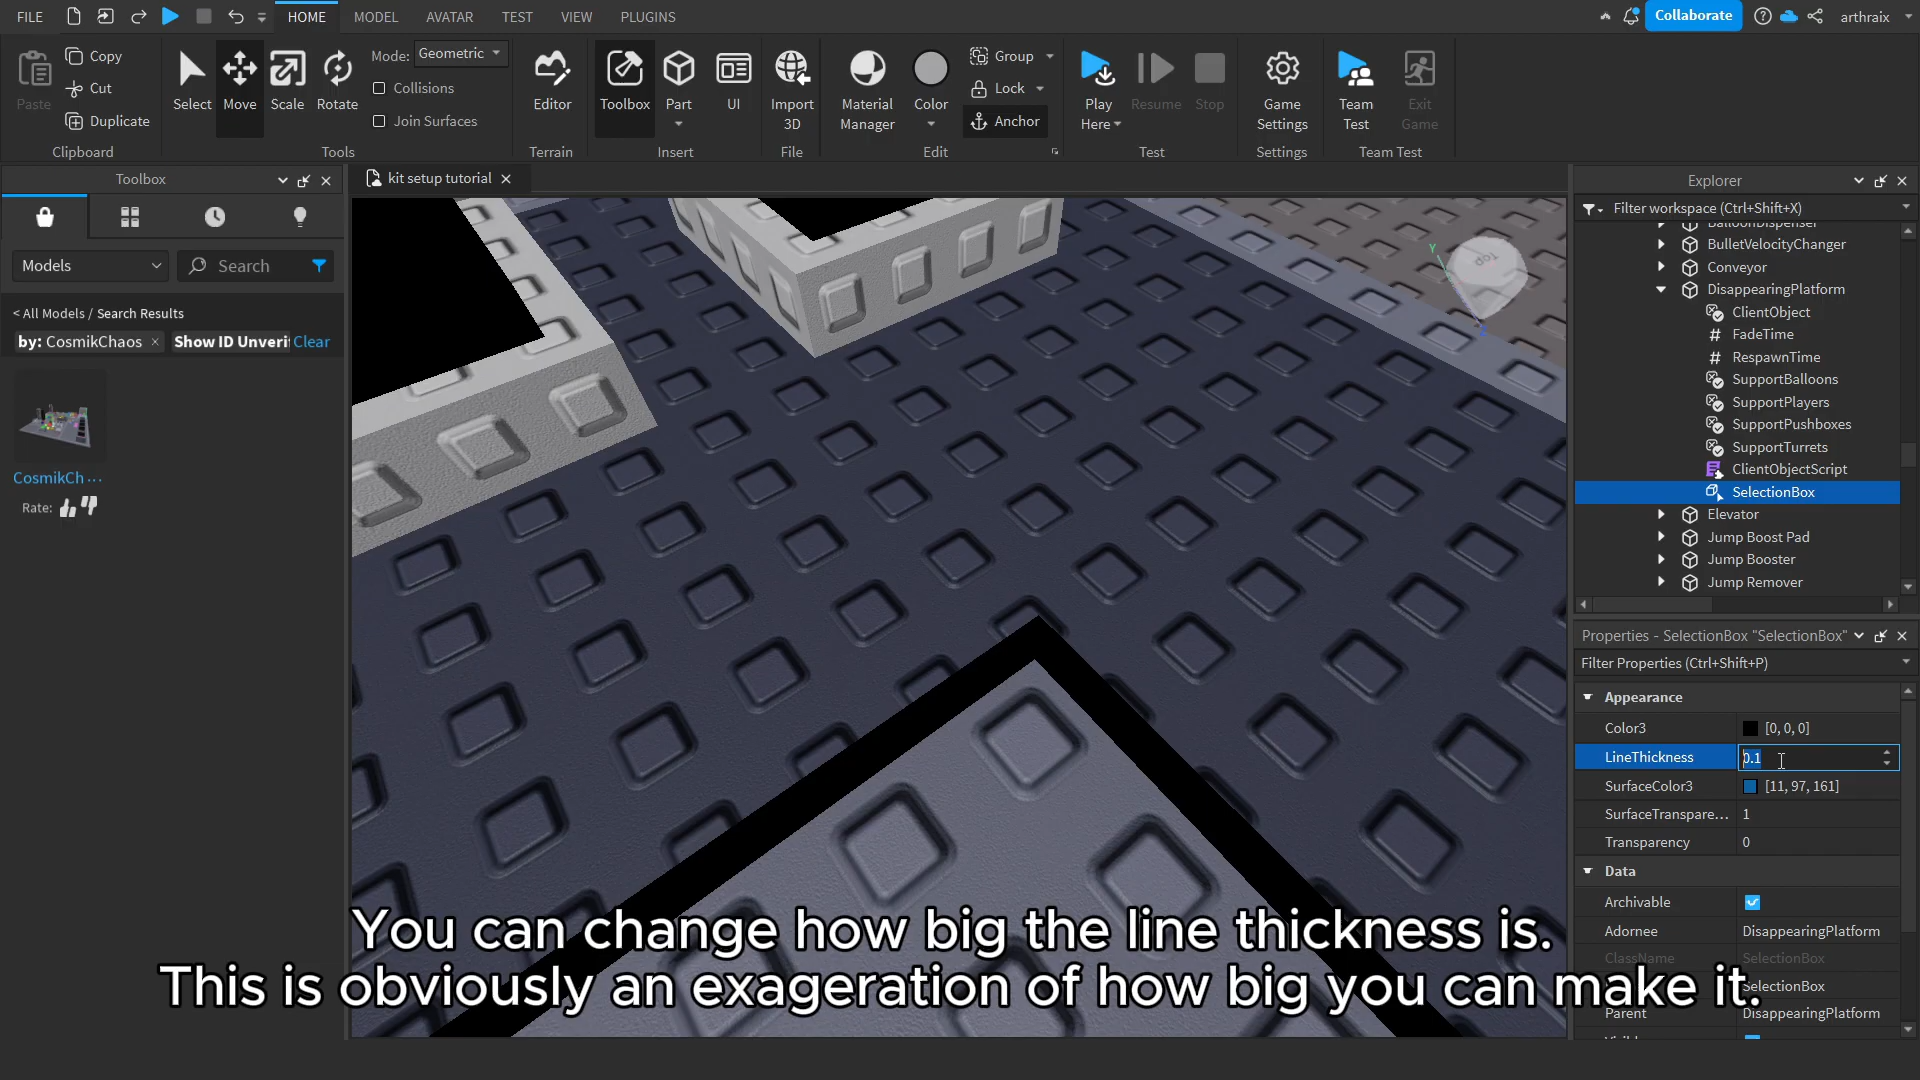 FILE
HOME
MODEL
AVATAR
TEST
VIEW
PLUGINS
Collaborate
arthraix
Paste
Copy
Cut
Duplicate
Clipboard
Select
Move
Scale
Rotate
Mode: Geometric
Collisions
Join Surfaces
Tools
Editor
Terrain
Toolbox
Part
UI
Insert
Import 3D
File
Material Manager
Color
Group
Lock
Anchor
Edit
Play Here
Resume
Stop
Test
Game Settings
Settings
Team Test
Exit Game
Team Test
Toolbox
Models
Search
< All Models / Search Results
by: CosmikChaos ×
Show ID Unveri
Clear
CosmikCh ...
Rate:
kit setup tutorial
Top
Y
Explorer
Filter workspace (Ctrl+Shift+X)
BalloonDispenser
BulletVelocityChanger
Conveyor
DisappearingPlatform
ClientObject
FadeTime
RespawnTime
SupportBalloons
SupportPlayers
SupportPushboxes
SupportTurrets
ClientObjectScript
SelectionBox
Elevator
Jump Boost Pad
Jump Booster
Jump Remover
Properties - SelectionBox "SelectionBox"
Filter Properties (Ctrl+Shift+P)
Appearance
Color3 [0, 0, 0]
LineThickness 0.1
SurfaceColor3 [11, 97, 161]
SurfaceTranspare... 1
Transparency 0
Data
Archivable
Adornee DisappearingPlatform
ClassName SelectionBox
SelectionBox
Parent DisappearingPlatform
You can change how big the line thickness is.
This is obviously an exageration of how big you can make it.